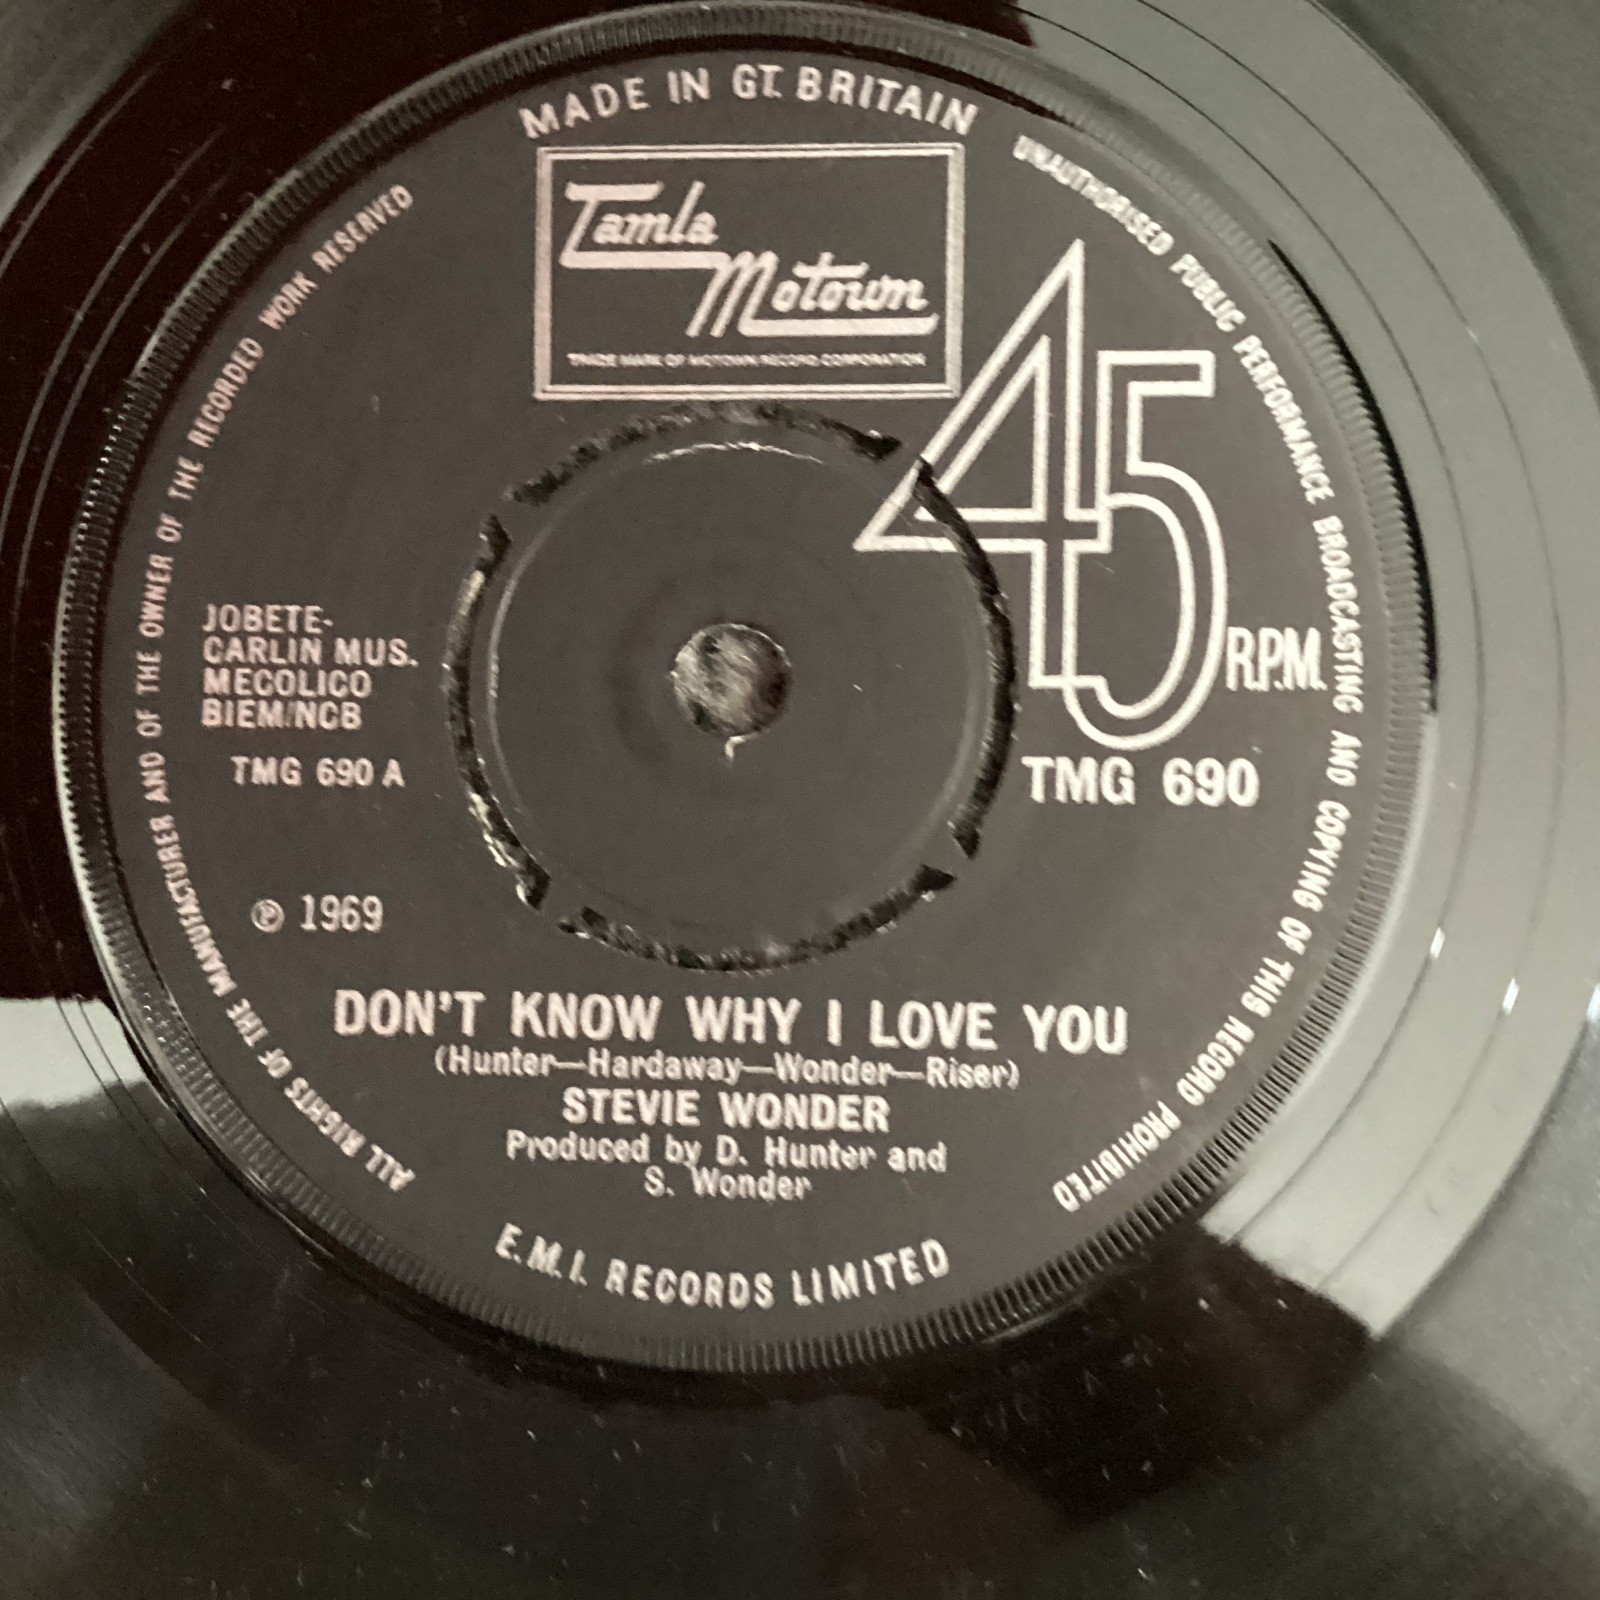 MADE IN GT. BRITAIN
Tamla
Motown
TRADE MARK OF MOTOWN RECORD CORPORATION
45
R.P.M.
TMG 690
JOBETE-
CARLIN MUS.
MECOLICO
BIEM/NCB
TMG 690 A
℗ 1969
DON'T KNOW WHY I LOVE YOU
(Hunter—Hardaway—Wonder—Riser)
STEVIE WONDER
Produced by D. Hunter and
S. Wonder
E.M.I. RECORDS LIMITED
ALL RIGHTS OF THE MANUFACTURER AND OF THE OWNER OF THE RECORDED WORK RESERVED
UNAUTHORISED PUBLIC PERFORMANCE BROADCASTING AND COPYING OF THIS RECORD PROHIBITED